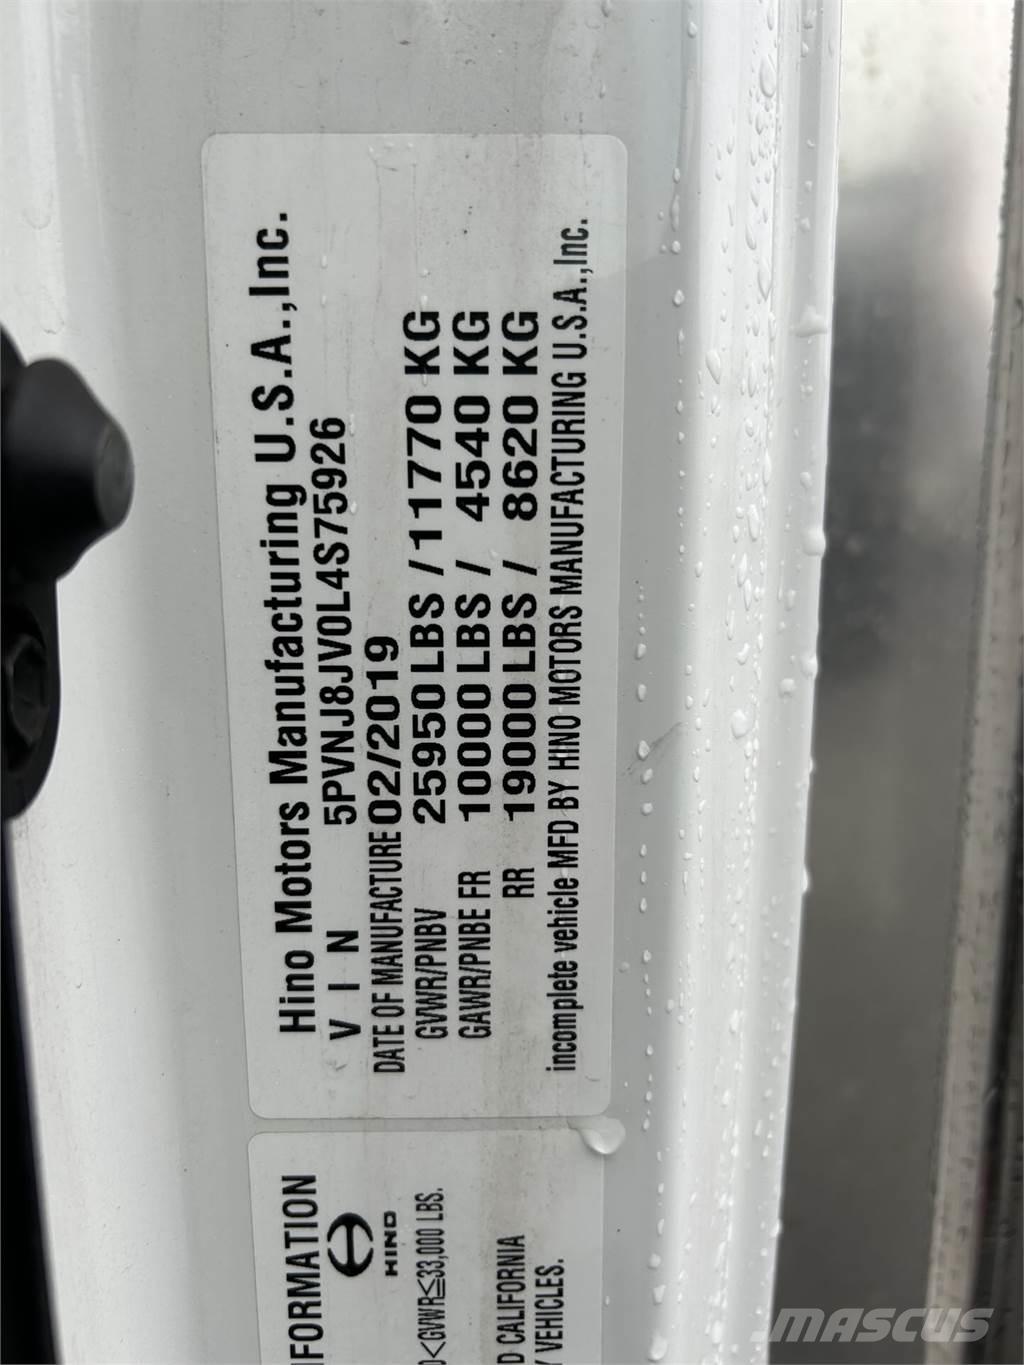 Hino Motors Manufacturing U.S.A.,Inc.
V I N 5PVNJ8JV0L4S75926
DATE OF MANUFACTURE 02/2019
GVWR/PNBV 25950 LBS / 11770 KG
GAWR/PNBE FR 10000 LBS / 4540 KG
RR 19000 LBS / 8620 KG
incomplete vehicle MFD BY HINO MOTORS MANUFACTURING U.S.A.,Inc.
FORMATION
HINO
<GVWR≦33,000 LBS.
D CALIFORNIA
VEHICLES.
MASCUS